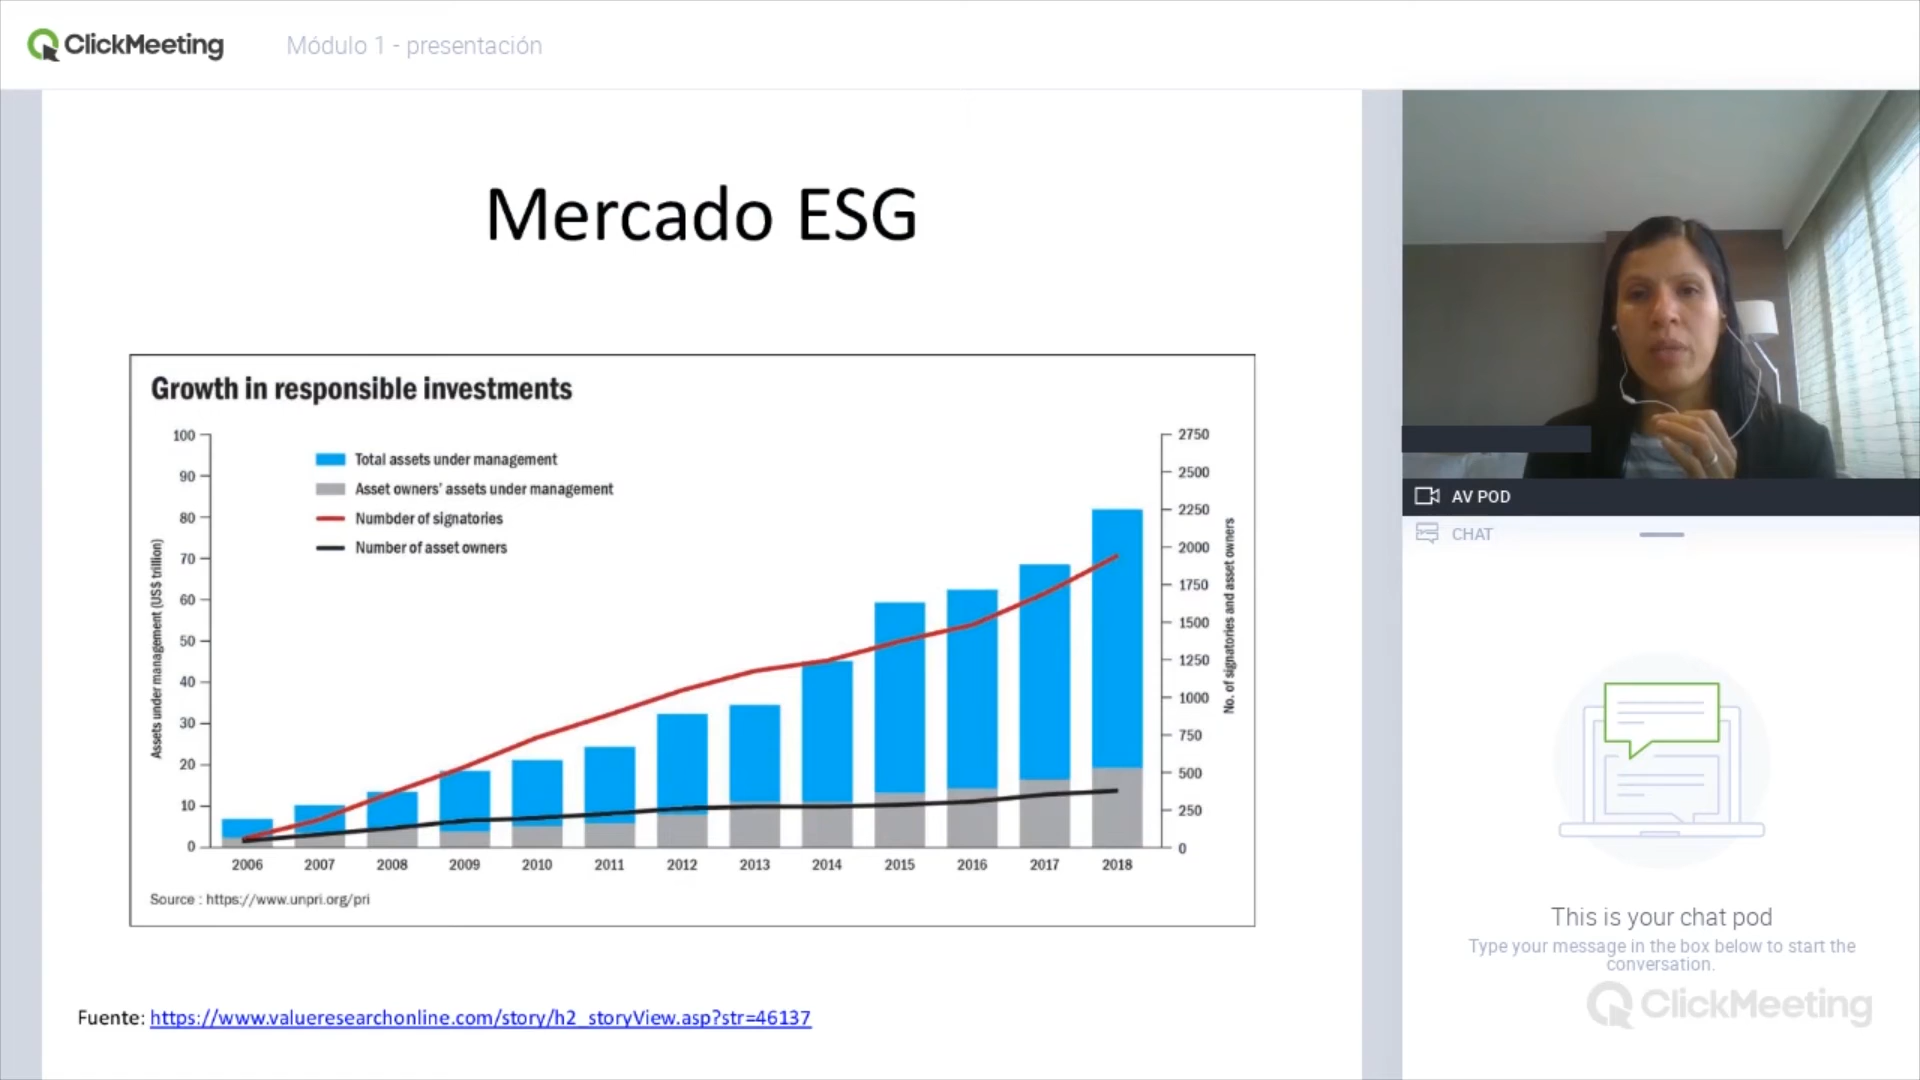 ClickMeeting
Módulo 1 - presentación
Mercado ESG
Growth in responsible investments
Total assets under management
Asset owners' assets under management
Numbder of signatories
Number of asset owners
Assets under management (US$ trillion)
100
90
80
70
60
50
40
30
20
10
0
2750
2500
2250
2000
1750
1500
1250
1000
750
500
250
0
No. of signatories and asset owners
2006 2007 2008 2009 2010 2011 2012 2013 2014 2015 2016 2017 2018
Source : https://www.unpri.org/pri
Fuente: https://www.valueresearchonline.com/story/h2_storyView.asp?str=46137
AV POD
CHAT
This is your chat pod
Type your message in the box below to start the
conversation.
ClickMeeting